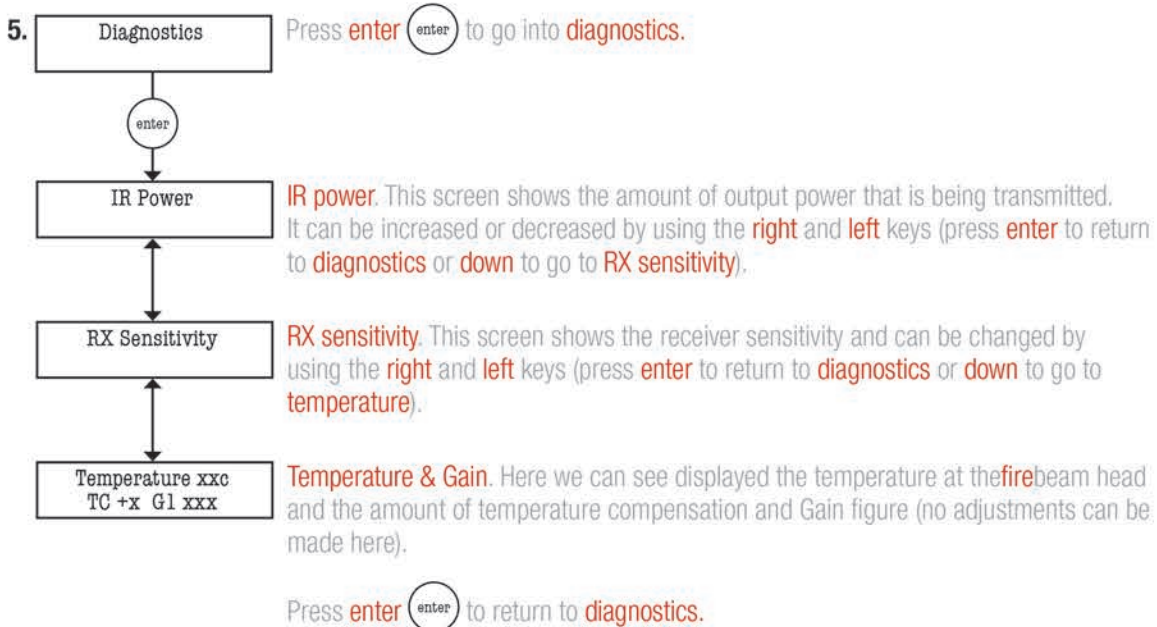 5. Diagnostics Press enter enter to go into diagnostics.
enter
IR Power
IR power. This screen shows the amount of output power that is being transmitted.
It can be increased or decreased by using the right and left keys (press enter to return
to diagnostics or down to go to RX sensitivity).
RX Sensitivity
RX sensitivity. This screen shows the receiver sensitivity and can be changed by
using the right and left keys (press enter to return to diagnostics or down to go to
temperature).
Temperature xxc
TC +x G1 xxx
Temperature & Gain. Here we can see displayed the temperature at thefirebeam head
and the amount of temperature compensation and Gain figure (no adjustments can be
made here).
Press enter enter to return to diagnostics.